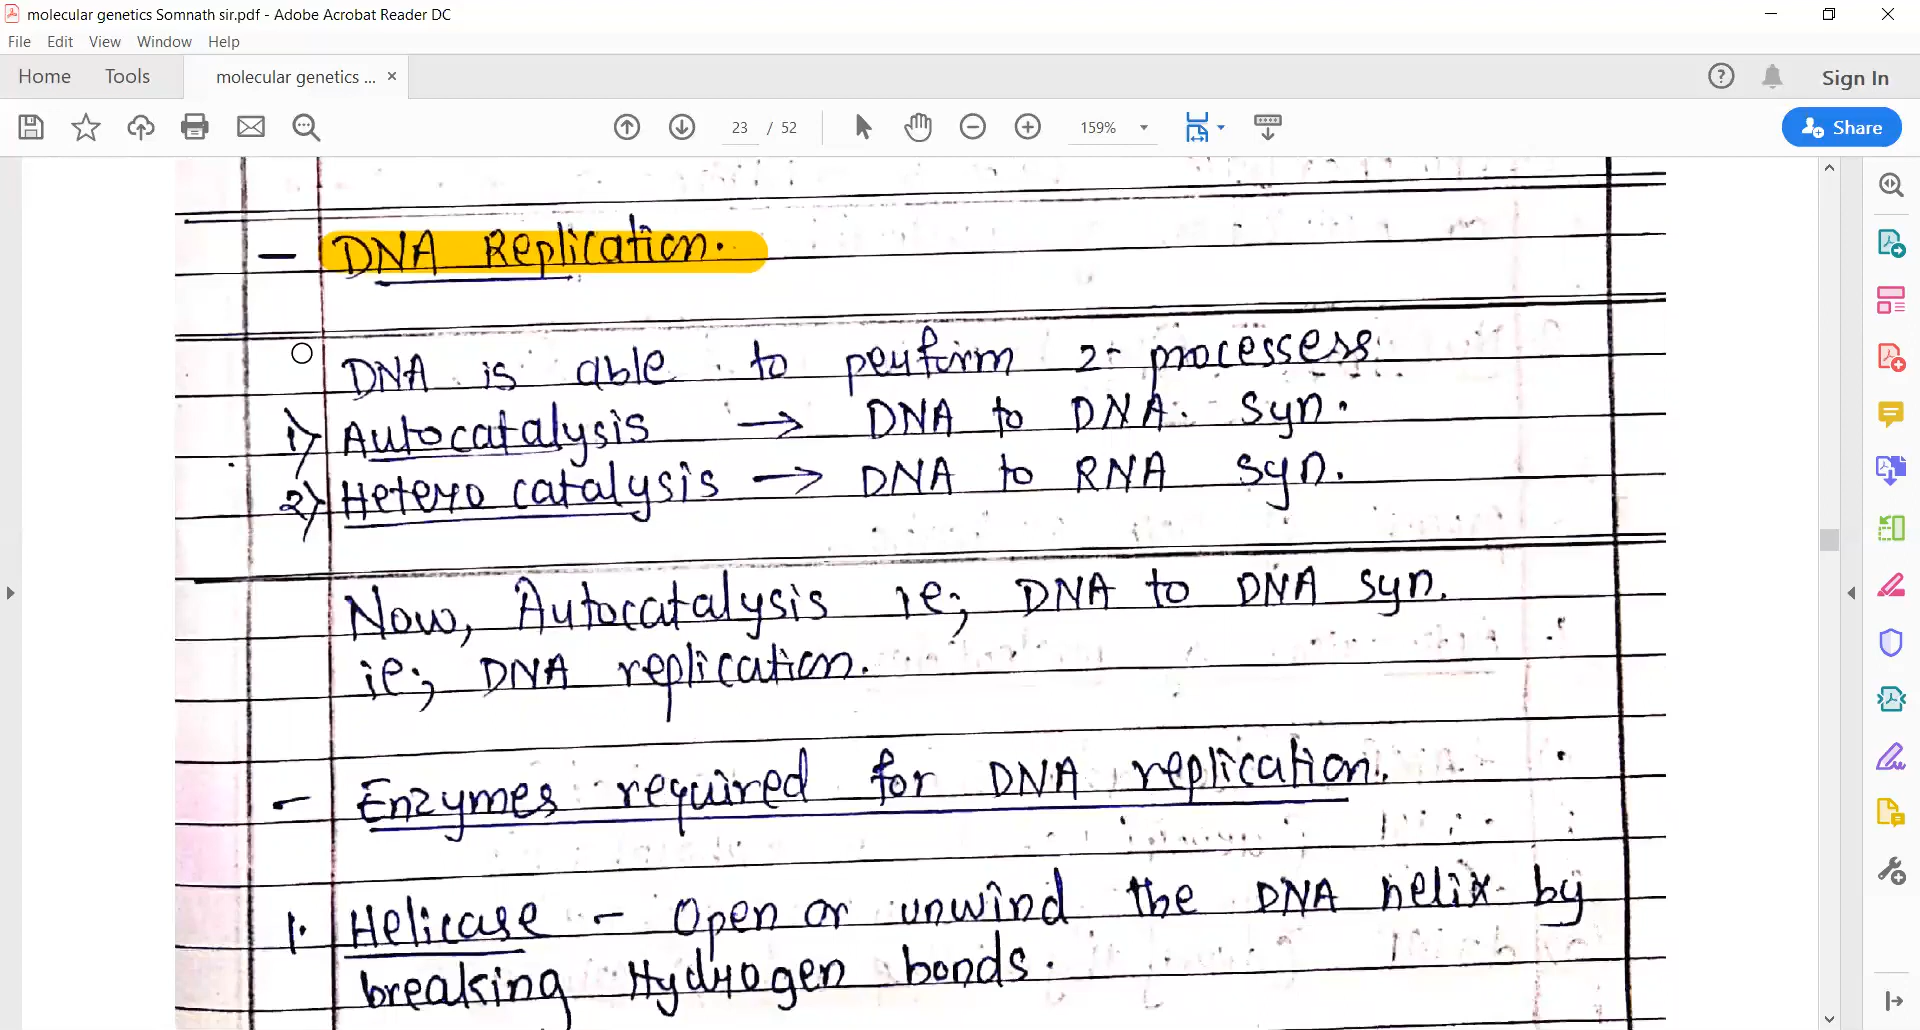 molecular genetics Somnath sir.pdf - Adobe Acrobat Reader DC
File Edit View Window Help
Home Tools molecular genetics ... × Sign In
23 / 52 159% Share
- DNA Replication.
DNA is able to perform 2- processess.
1) Autocatalysis → DNA to DNA. syn.
2) Hetero catalysis → DNA to RNA syn.
Now, Autocatalysis ie; DNA to DNA syn.
ie; DNA replication.
- Enzymes required for DNA replication.
1. Helicase - Open or unwind the DNA helix by
breaking Hydrogen bonds.